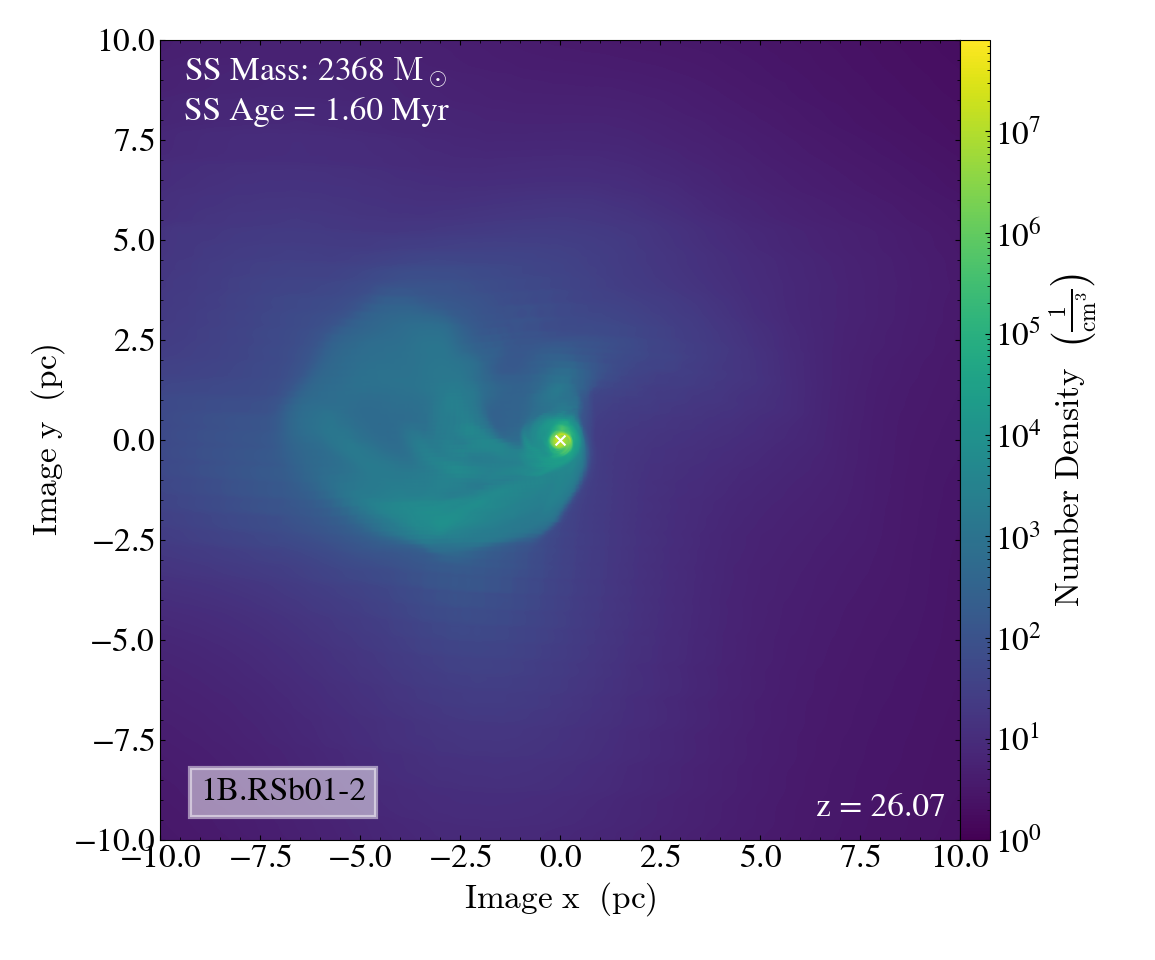 SS Mass: 2368 M⊙
SS Age = 1.60 Myr
10.0
7.5
5.0
2.5
0.0
−2.5
−5.0
−7.5
−10.0
Image y (pc)
1B.RSb01-2
z = 26.07
−10.0 −7.5 −5.0 −2.5 0.0 2.5 5.0 7.5 10.0
Image x (pc)
10⁷
10⁶
10⁵
10⁴
10³
10²
10¹
10⁰
Number Density (1/cm³)